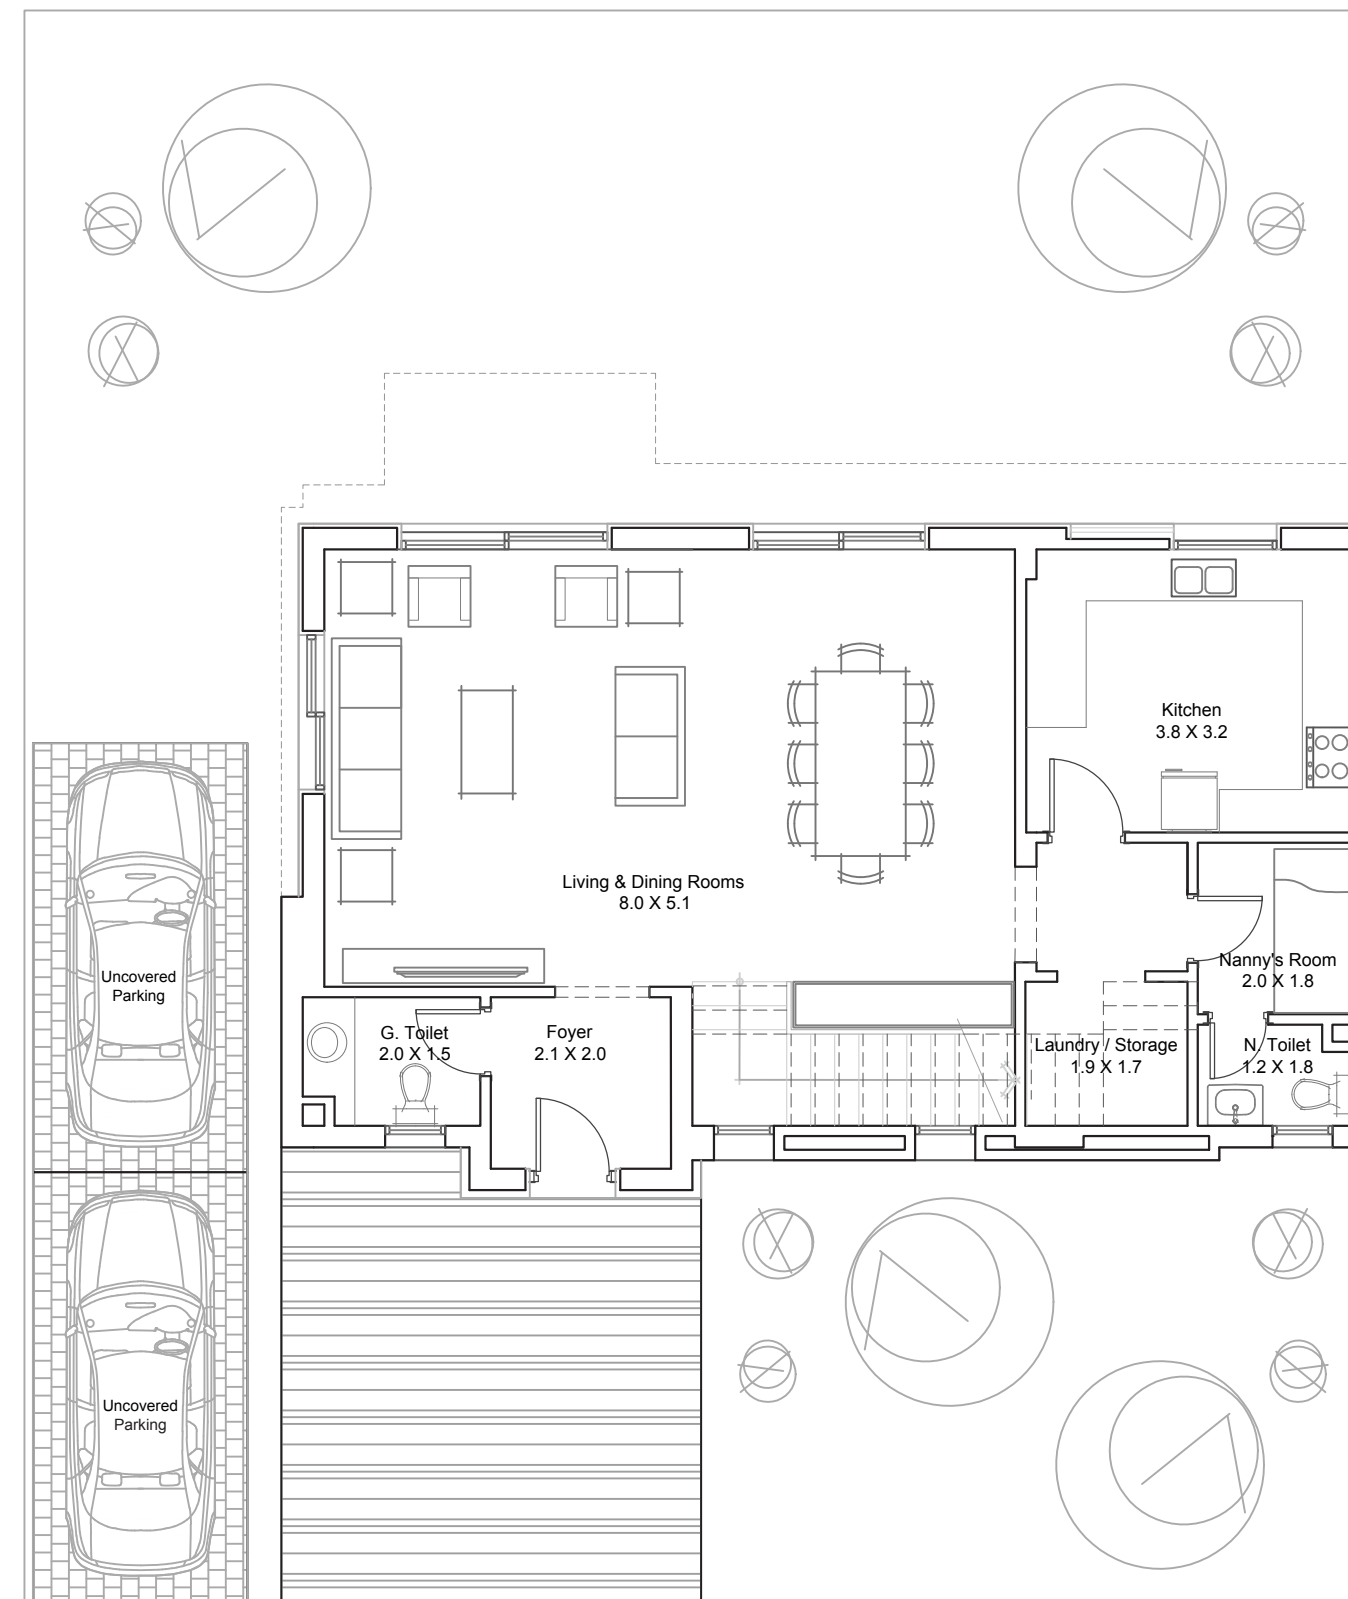 Kitchen
3.8 X 3.2
Living & Dining Rooms
8.0 X 5.1
Uncovered
Parking
Nanny's Room
2.0 X 1.8
G. Toilet
2.0 X 1.5
Foyer
2.1 X 2.0
Laundry / Storage
1.9 X 1.7
N. Toilet
1.2 X 1.8
Uncovered
Parking